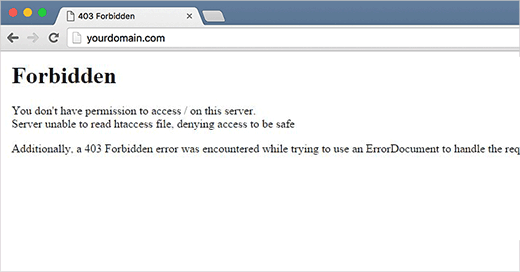 403 Forbidden
yourdomain.com
Forbidden
You don't have permission to access / on this server.
Server unable to read htaccess file, denying access to be safe
Additionally, a 403 Forbidden error was encountered while trying to use an ErrorDocument to handle the req